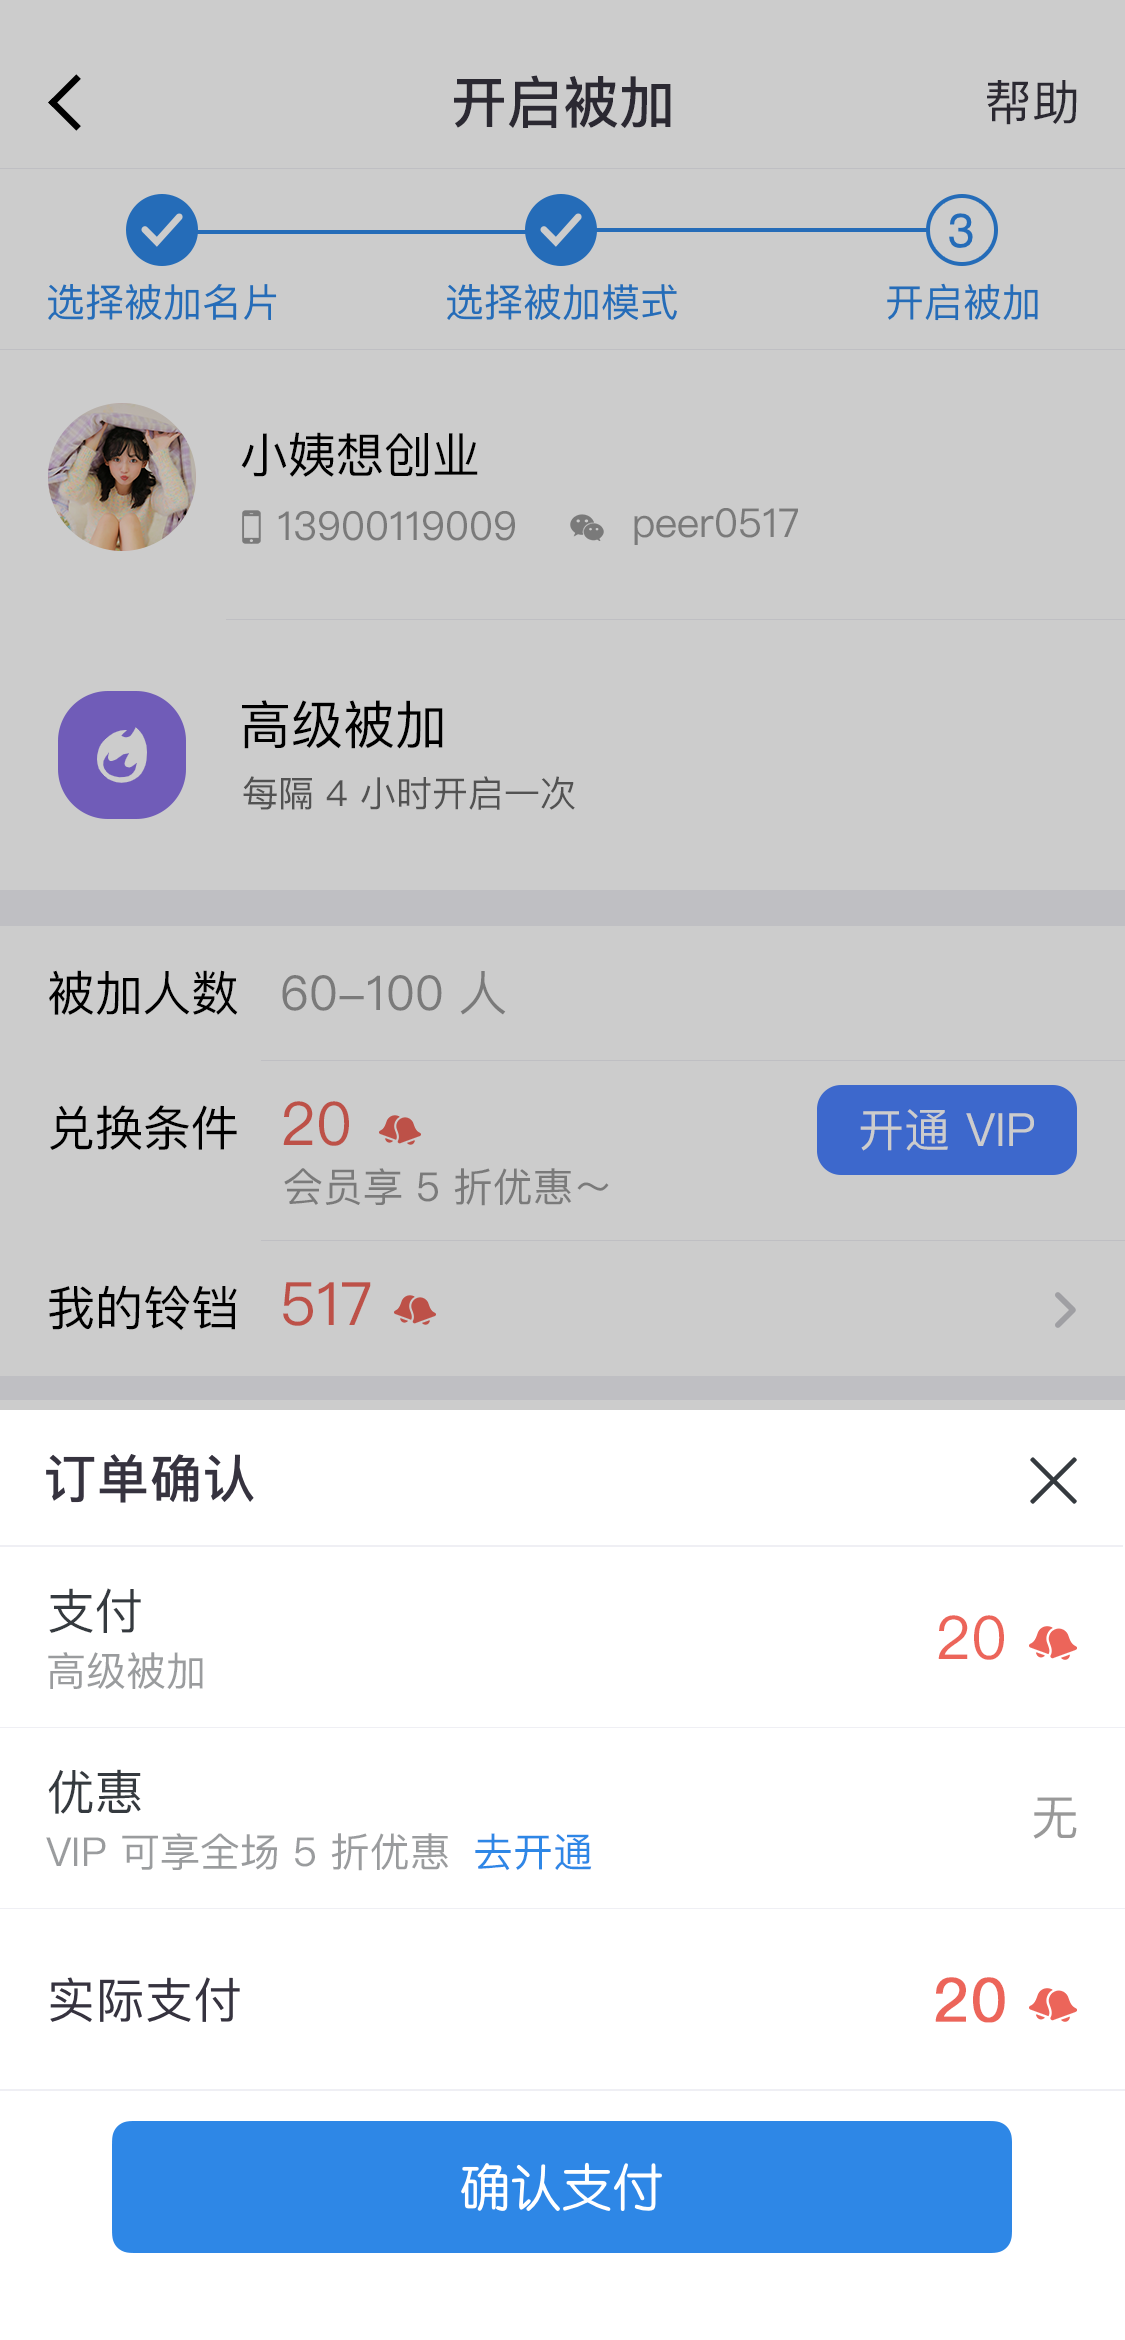 开启被加
帮助
3
选择被加名片
选择被加模式
开启被加
小姨想创业
13900119009
peer0517
高级被加
每隔 4 小时开启一次
被加人数
60-100 人
兑换条件
20
开通 VIP
会员享 5 折优惠～
我的铃铛
517
订单确认
支付
20
高级被加
优惠
无
VIP 可享全场 5 折优惠 去开通
实际支付
20
确认支付